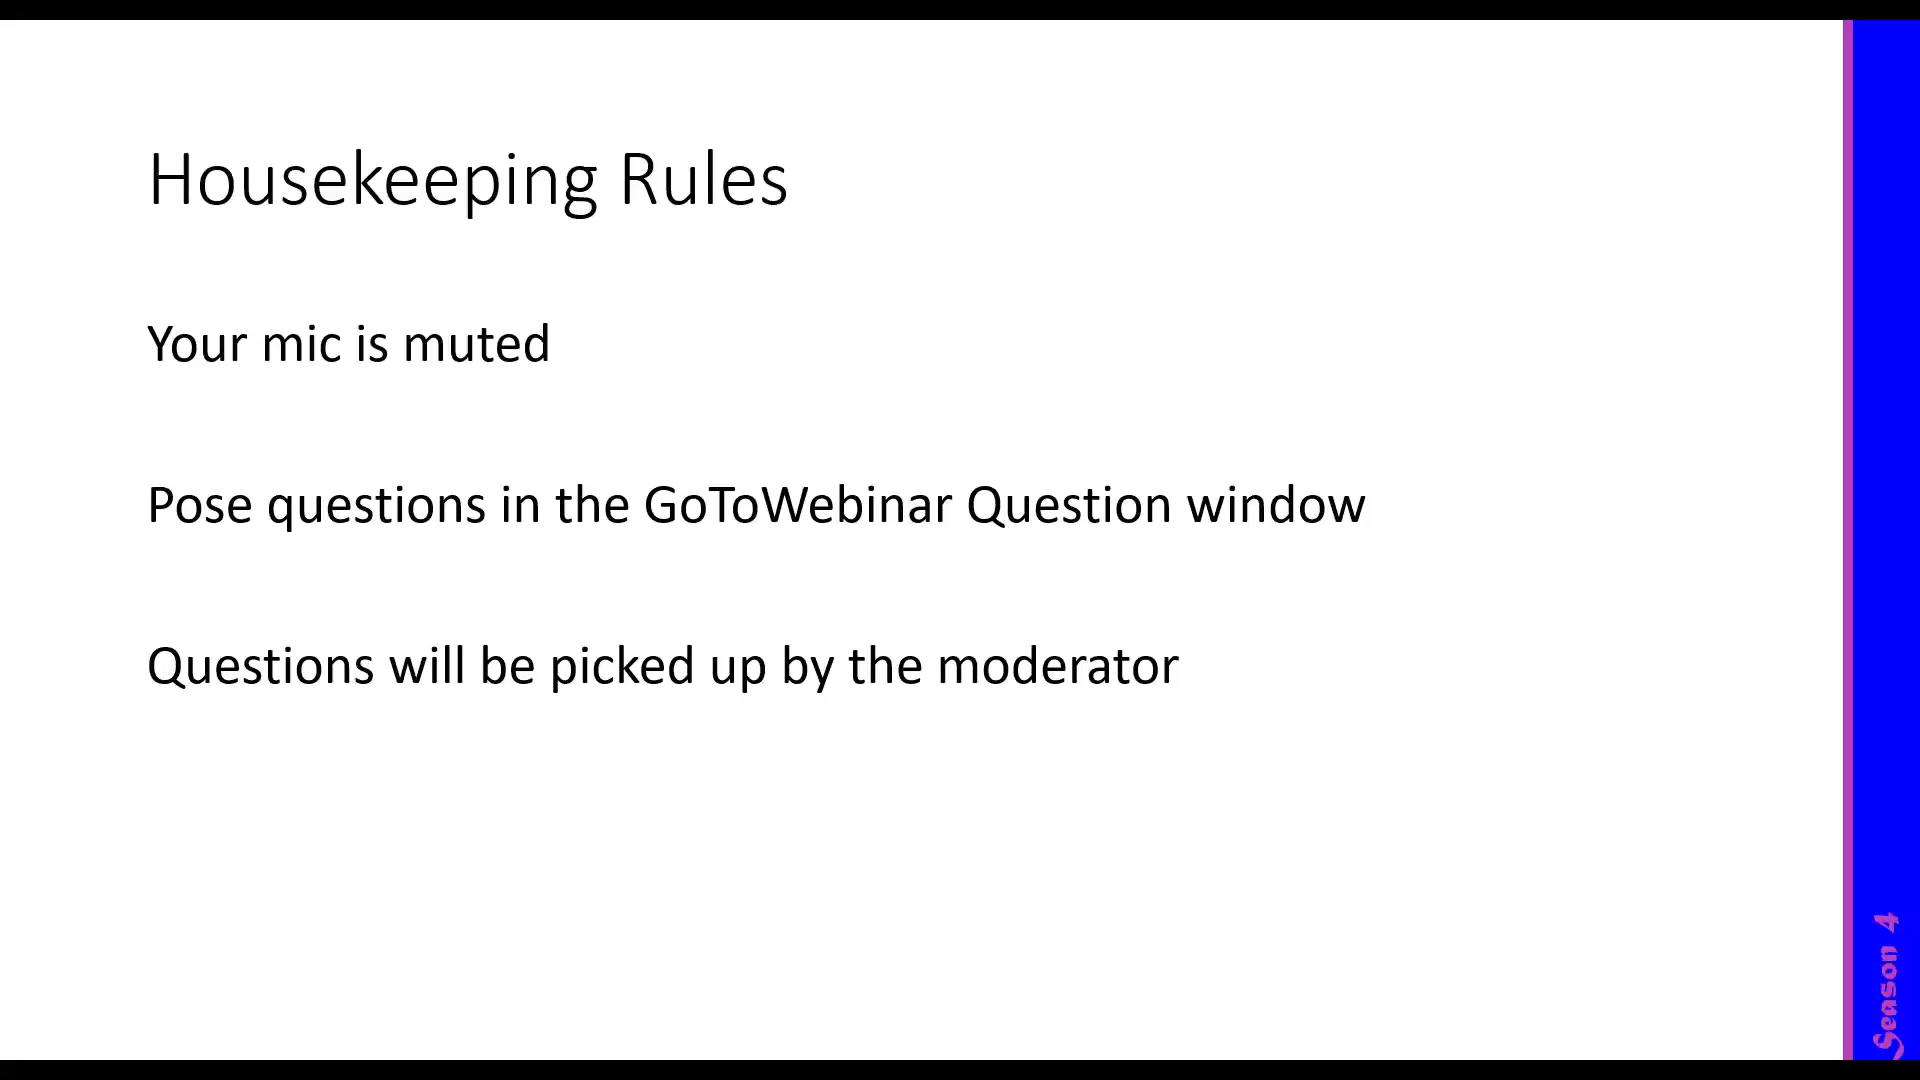 Housekeeping Rules
Your mic is muted
Pose questions in the GoToWebinar Question window
Questions will be picked up by the moderator
Season 4